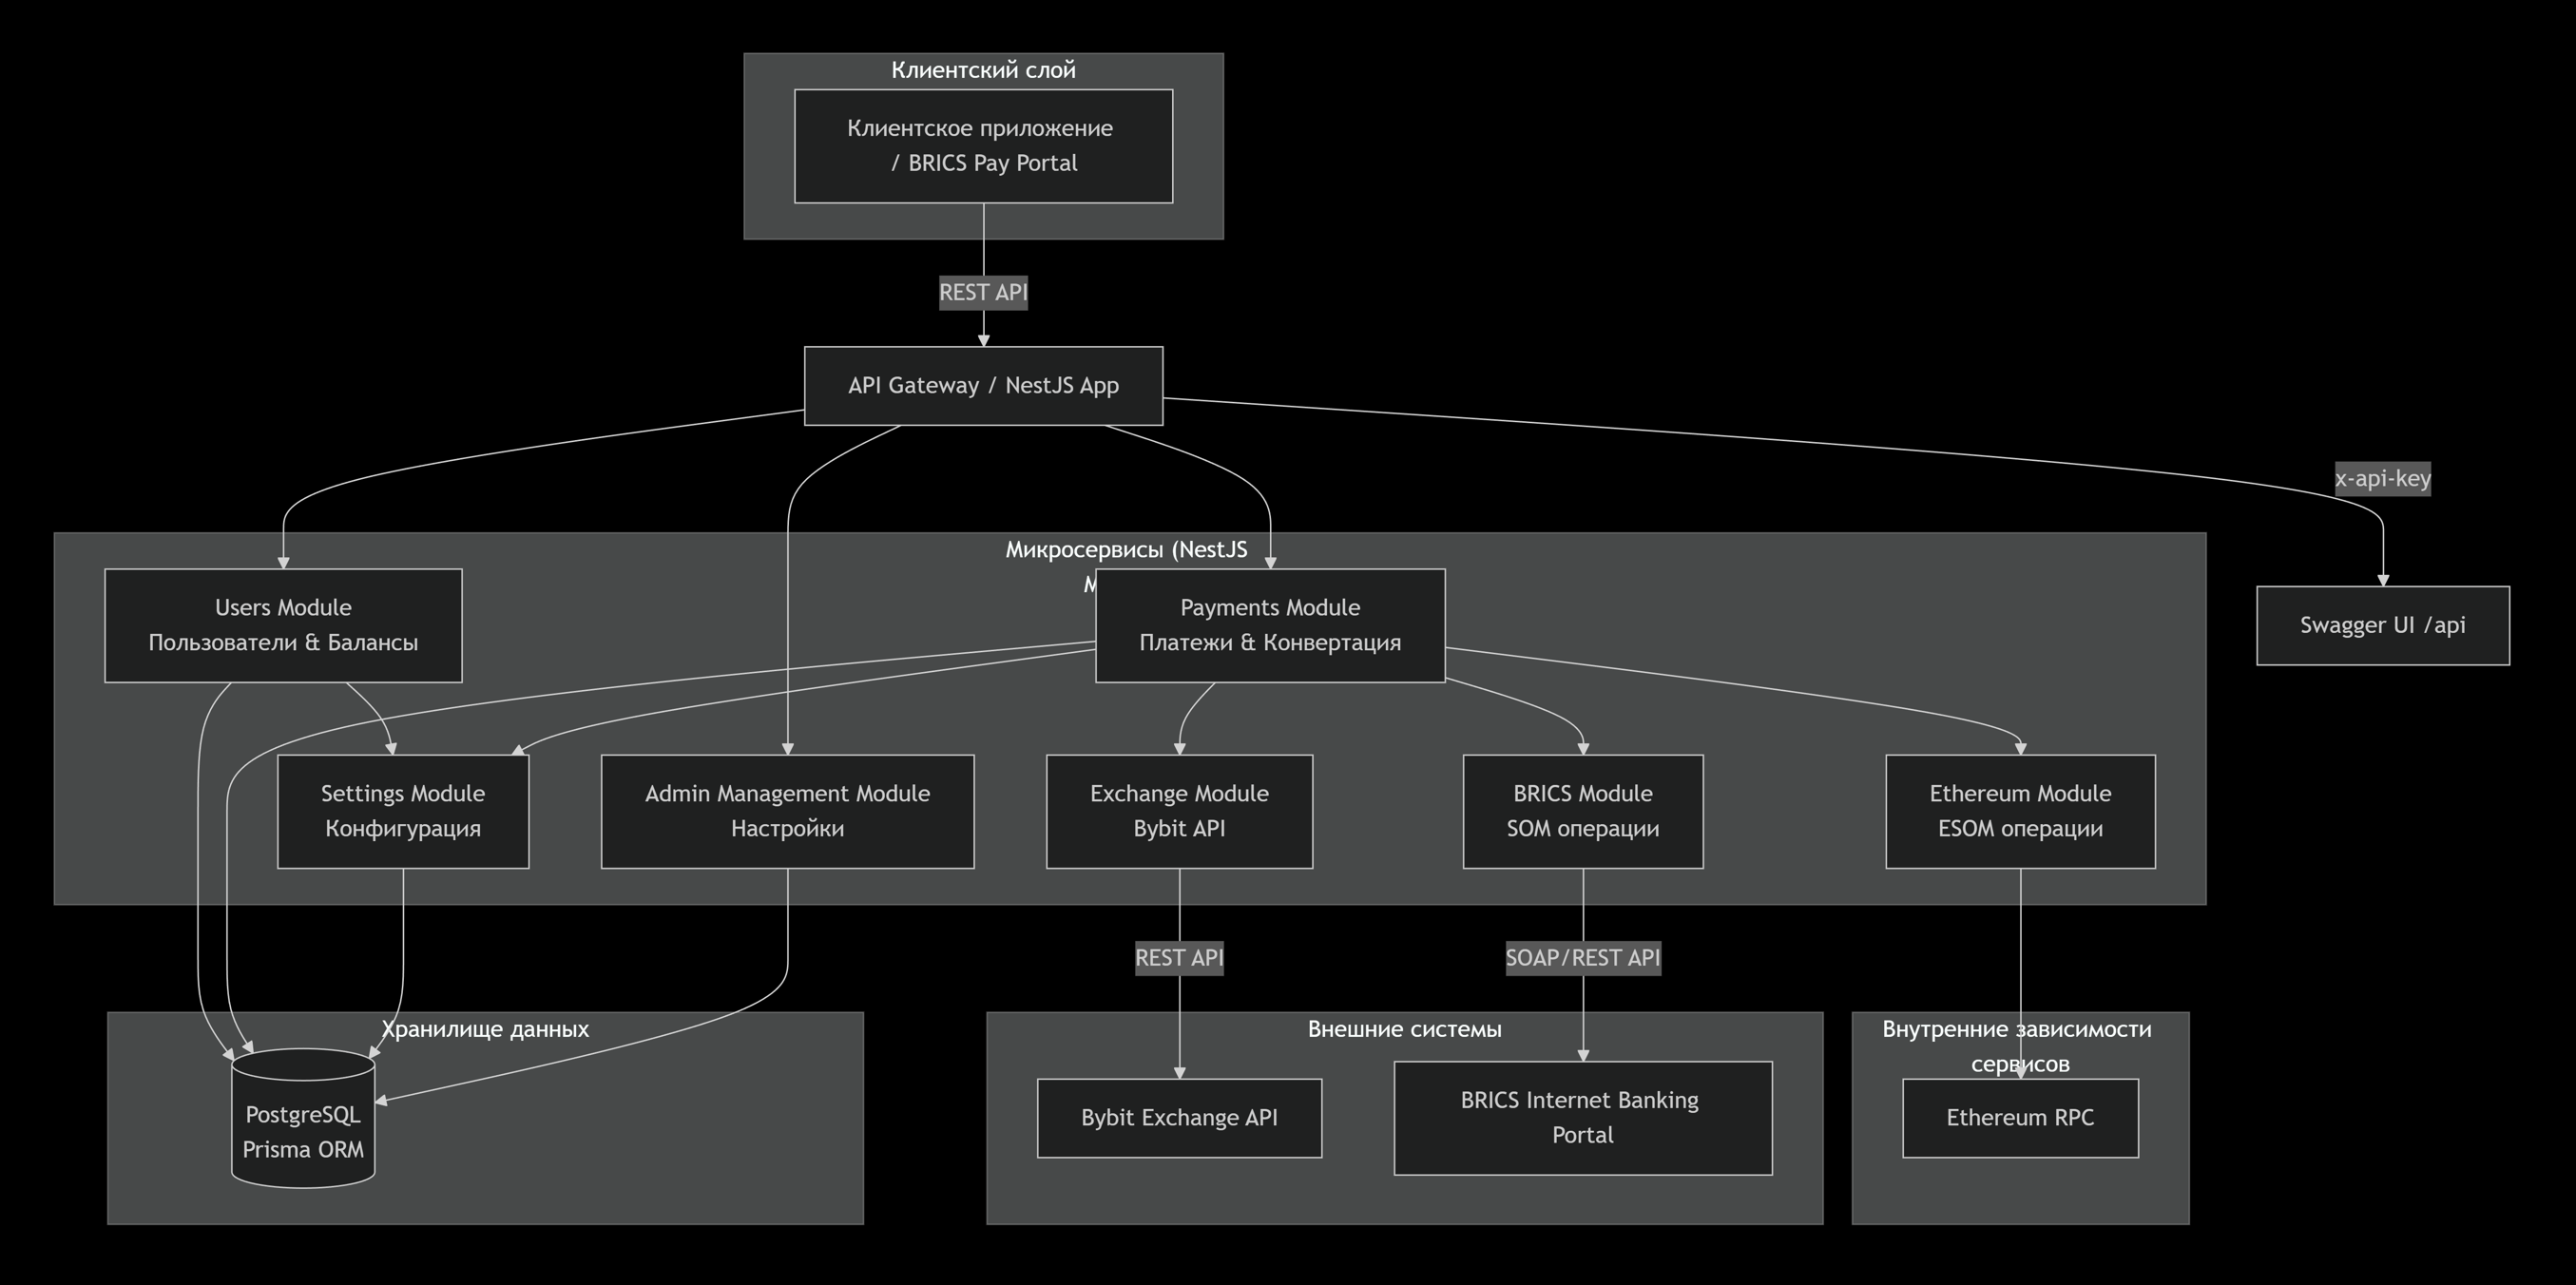 Клиентский слой
Клиентское приложение
/ BRICS Pay Portal
REST API
API Gateway / NestJS App
x-api-key
Микросервисы (NestJS
Users Module
Пользователи & Балансы
Payments Module
Платежи & Конвертация
Swagger UI /api
Settings Module
Конфигурация
Admin Management Module
Настройки
Exchange Module
Bybit API
BRICS Module
SOM операции
Ethereum Module
ESOM операции
REST API
SOAP/REST API
Хранилище данных
Внешние системы
Внутренние зависимости
сервисов
PostgreSQL
Prisma ORM
Bybit Exchange API
BRICS Internet Banking
Portal
Ethereum RPC